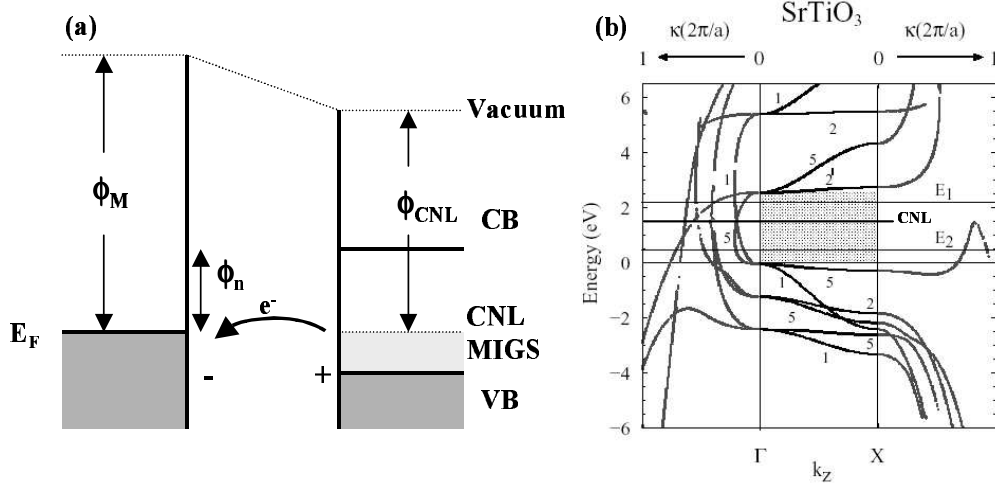 (a)
Vacuum
ϕM
ϕCNL
CB
ϕn
e-
CNL
EF
MIGS
- +
VB
(b)
SrTiO3
κ(2π/a) κ(2π/a)
1 0 0 1
6
4
2
0
−2
−4
−6
Energy (eV)
1
2
5
1
2
1
E1
CNL
5
E2
5
1
2
5
5
1
Γ X
kZ